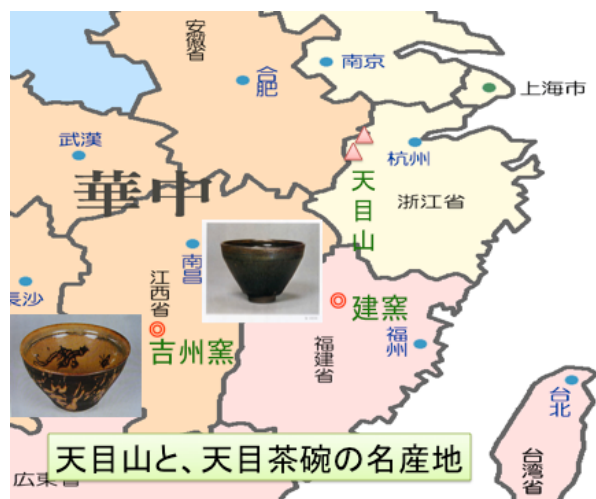 安徽省
合肥
南京
上海市
武漢
杭州
天目山
華中
浙江省
南昌
江西省
長沙
建窯
吉州窯
福建省
福州
台北
天目山と、天目茶碗の名産地
広東省
台湾省